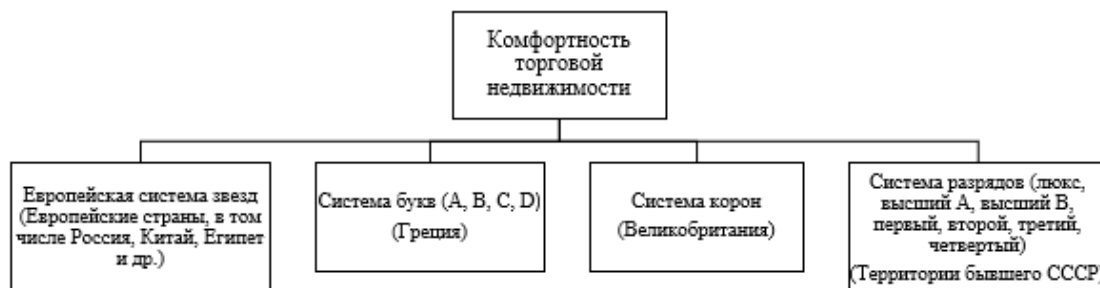 Комфортность
торговой
недвижимости
Европейская система звезд
(Европейские страны, в том
числе Россия, Китай, Египет
и др.)
Система букв (A, B, C, D)
(Греция)
Система корон
(Великобритания)
Система разрядов (люкс,
высший А, высший В,
первый, второй, третий,
четвертый)
(Территории бывшего СССР)